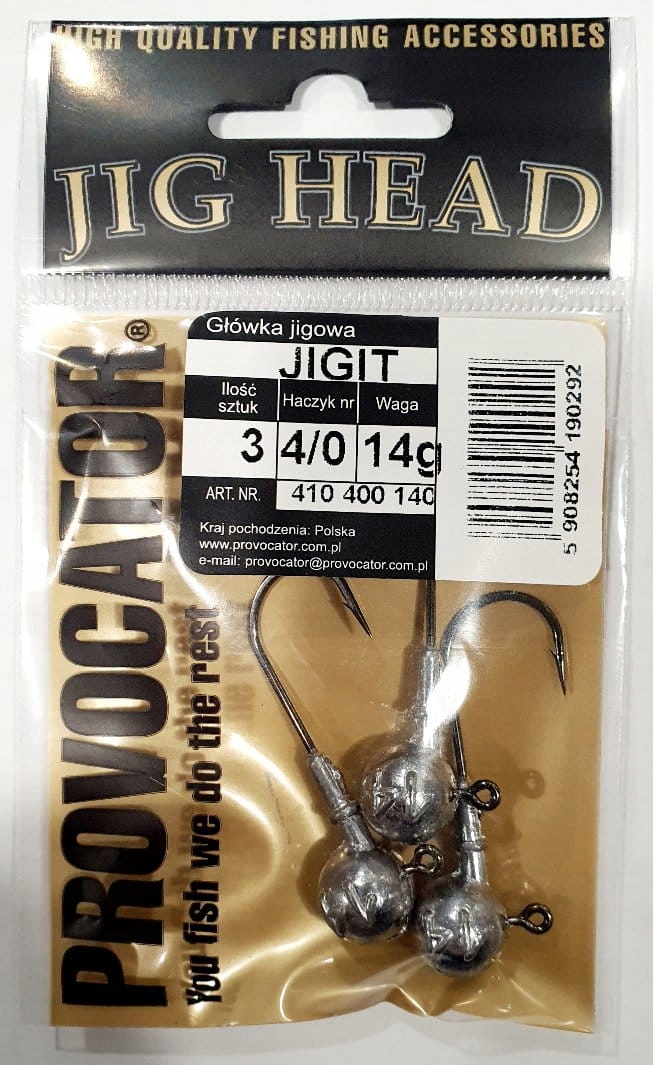 HIGH QUALITY FISHING ACCESSORIES
JIG HEAD
PROVOCATOR®
You fish we do the rest
Główka jigowa
JIGIT
Ilość sztuk Haczyk nr Waga
3 4/0 14g
ART. NR. 410 400 140
Kraj pochodzenia: Polska
www.provocator.com.pl
e-mail: provocator@provocator.com.pl
5 908254 190292
14